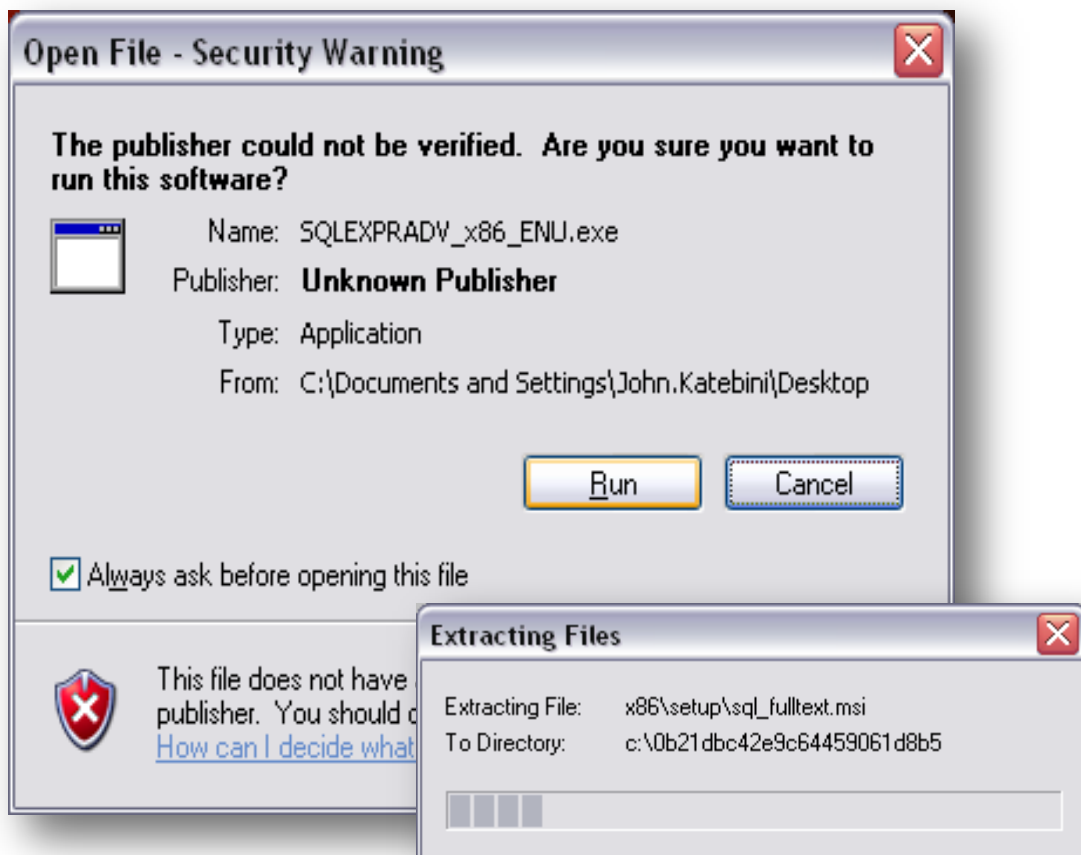 Open File - Security Warning
The publisher could not be verified. Are you sure you want to
run this software?
Name: SQLEXPRADV_x86_ENU.exe
Publisher: Unknown Publisher
Type: Application
From: C:\Documents and Settings\John.Katebini\Desktop
Run Cancel
Always ask before opening this file
This file does not have
publisher. You should
How can I decide what
Extracting Files
Extracting File: x86\setup\sql_fulltext.msi
To Directory: c:\0b21dbc42e9c64459061d8b5